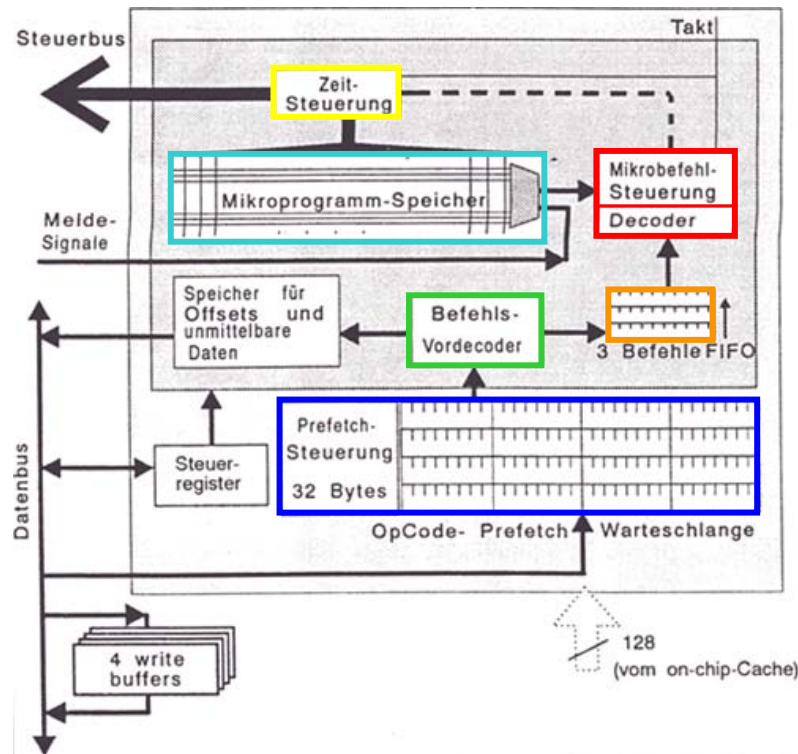 Takt
Steuerbus
Zeit-
Steuerung
Mikrobefehl-
Steuerung
Decoder
Mikroprogramm-Speicher
Melde-
Signale
Speicher für
Offsets und
unmittelbare
Daten
Befehls-
Vordecoder
3 Befehle FIFO
Prefetch-
Steuerung
32 Bytes
Steuer-
register
Datenbus
OpCode- Prefetch Warteschlange
4 write
buffers
128
(vom on-chip-Cache)